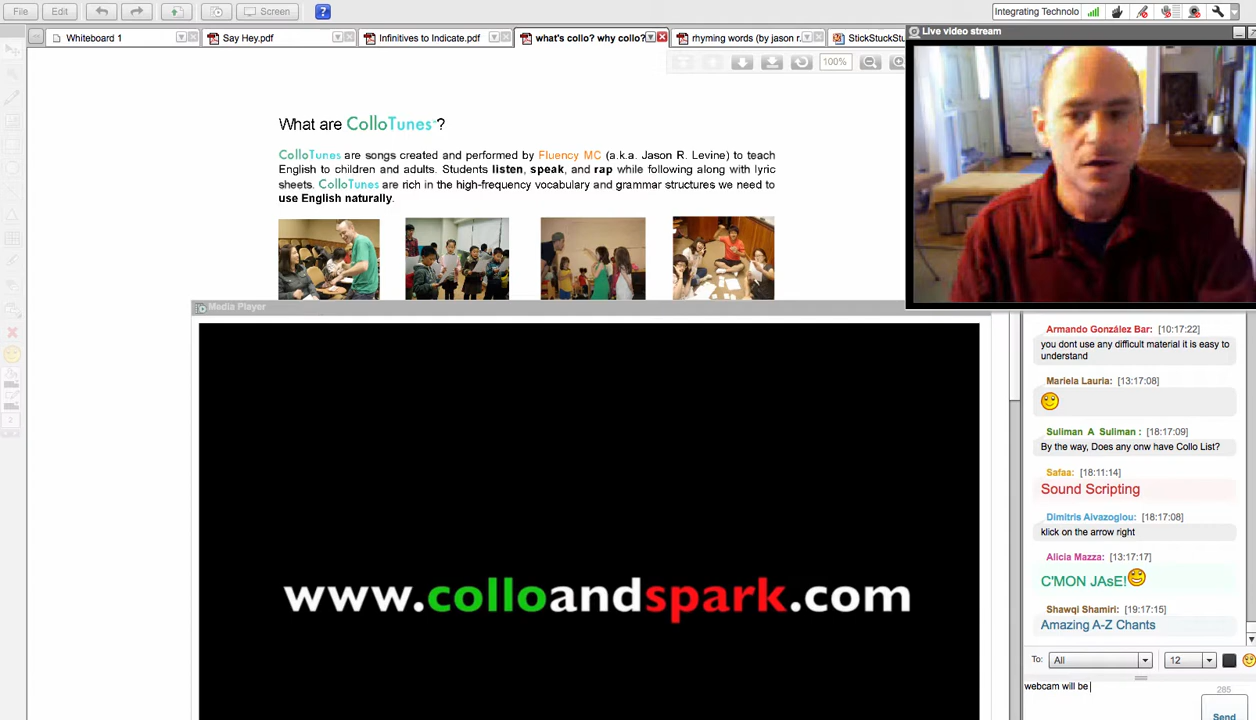 File
Edit
Screen
?
Integrating Technolo
Whiteboard 1
Say Hey.pdf
Infinitives to Indicate.pdf
what's collo? why collo?
rhyming words (by jason r.
StickStuckStu
Live video stream
100%
What are ColloTunes™?
ColloTunes are songs created and performed by Fluency MC (a.k.a. Jason R. Levine) to teach
English to children and adults. Students listen, speak, and rap while following along with lyric
sheets. ColloTunes are rich in the high-frequency vocabulary and grammar structures we need to
use English naturally.
Media Player
www.colloandspark.com
Armando González Bar: [10:17:22]
you dont use any difficult material it is easy to
understand
Mariela Lauria: [13:17:08]
Suliman A Suliman : [18:17:09]
By the way, Does any onw have Collo List?
Safaa: [18:11:14]
Sound Scripting
Dimitris Aivazoglou: [18:17:08]
klick on the arrow right
Alicia Mazza: [13:17:17]
C'MON JAsE!
Shawqi Shamiri: [19:17:15]
Amazing A-Z Chants
To: All 12
webcam will be
285
Send
2